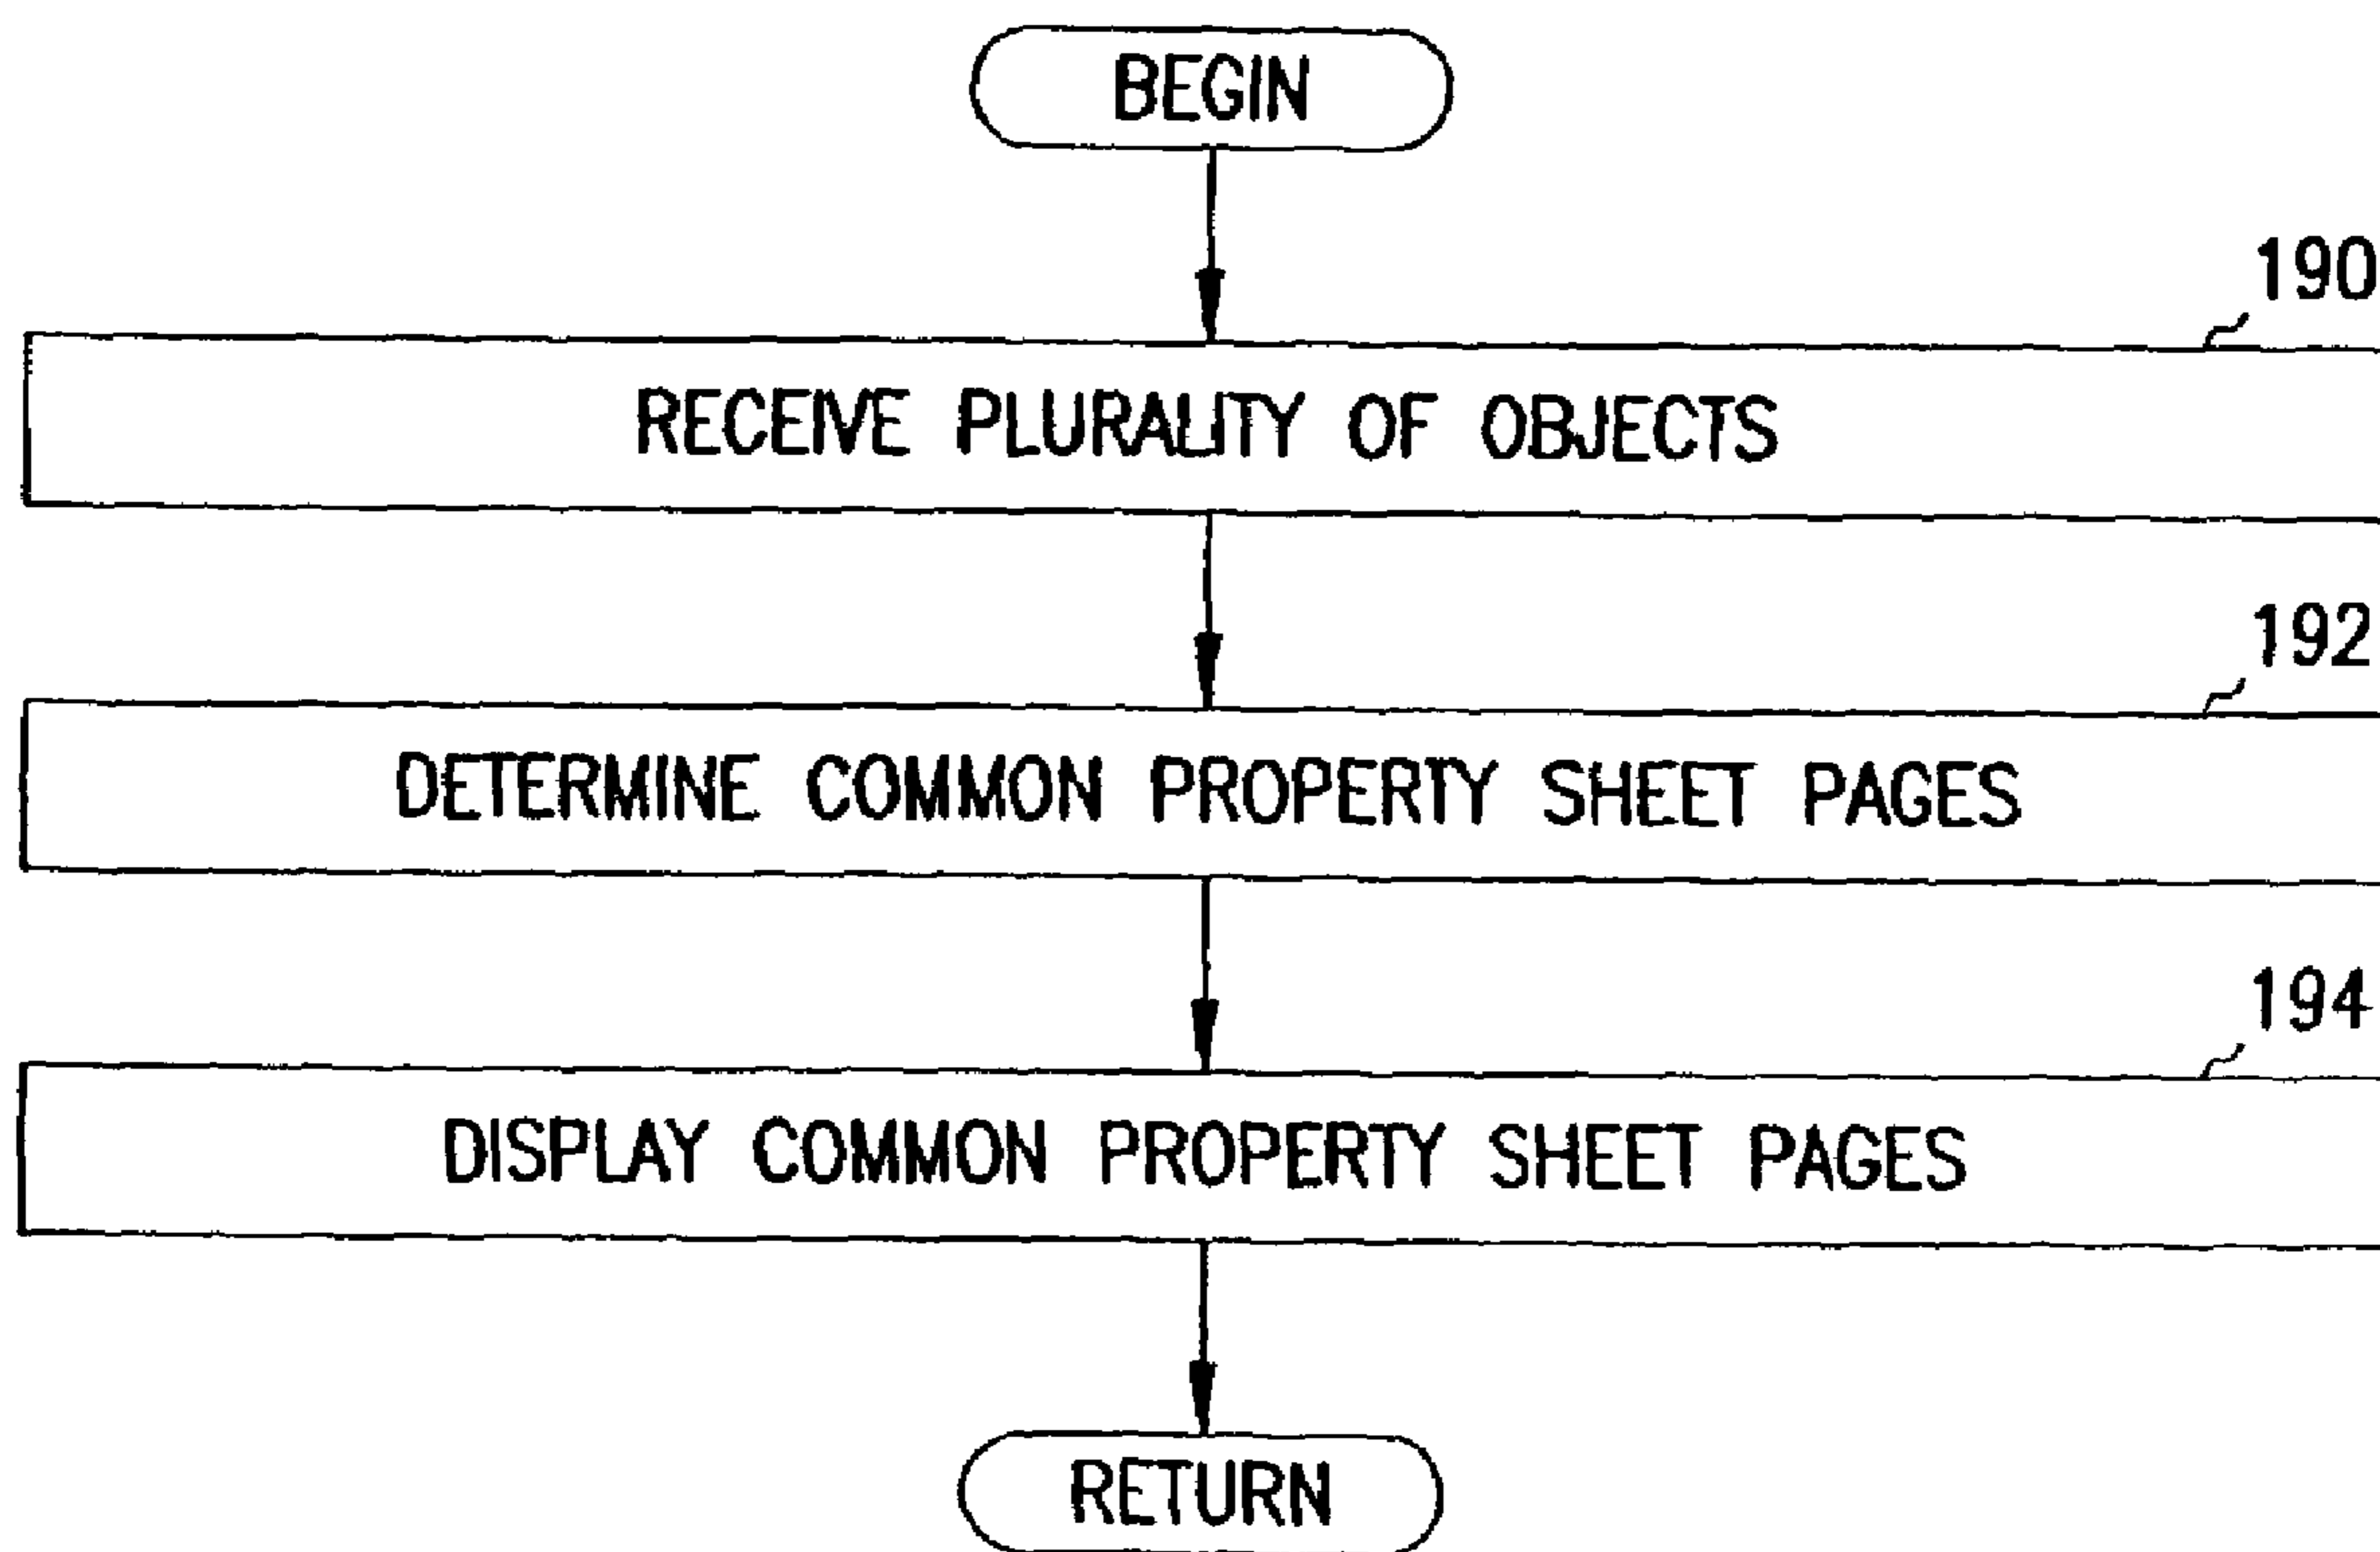 BEGIN
190
RECEIVE PLURALITY OF OBJECTS
192
DETERMINE COMMON PROPERTY SHEET PAGES
194
DISPLAY COMMON PROPERTY SHEET PAGES
RETURN